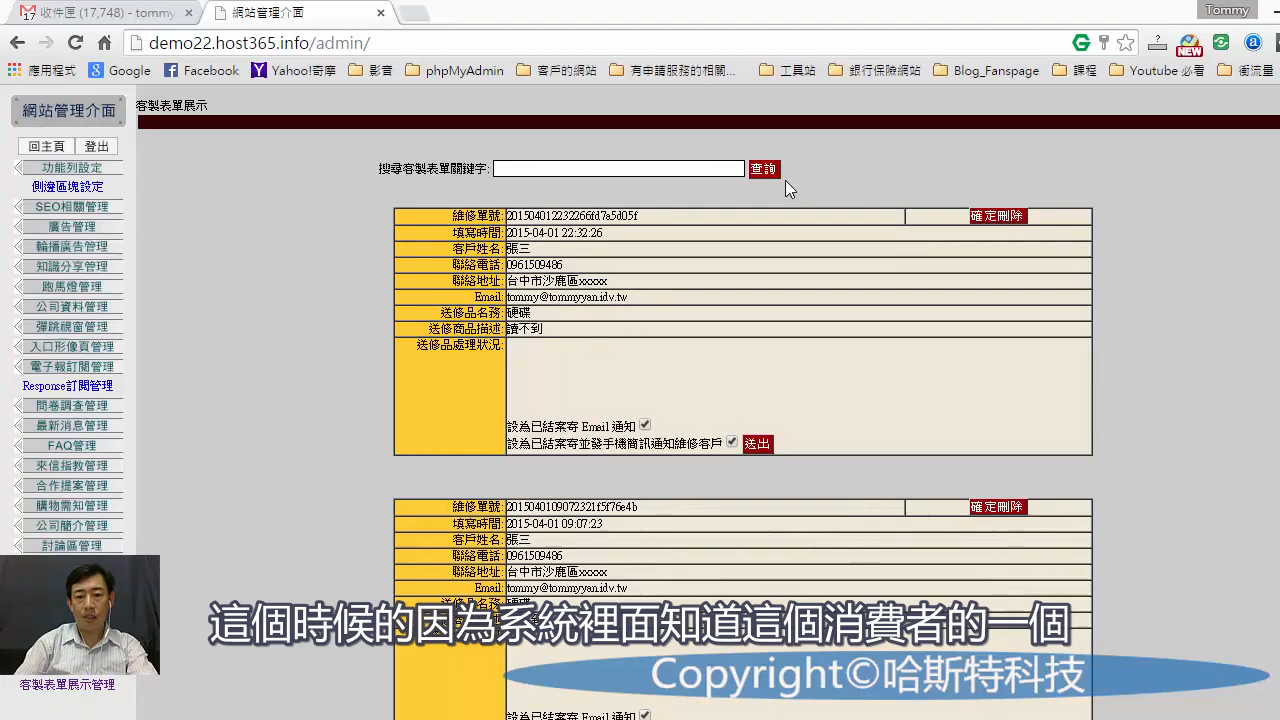 收件匣 (17,748) - tommy
17
網站管理介面
Tommy
demo22.host365.info/admin/
NEW
應用程式
Google
Facebook
Yahoo!奇摩
影音
phpMyAdmin
客戶的網站
有申請服務的相關...
工具站
銀行保險網站
Blog_Fanspage
課程
Youtube 必看
衝流量
網站管理介面
客製表單展示
回主頁
登出
功能列設定
側邊區塊設定
SEO相關管理
廣告管理
輪播廣告管理
知識分享管理
跑馬燈管理
公司資料管理
彈跳視窗管理
入口形像頁管理
電子報訂閱管理
Response訂閱管理
問卷調查管理
最新消息管理
FAQ管理
來信指教管理
合作提案管理
購物需知管理
公司簡介管理
討論區管理
客製表單展示管理
搜尋客製表單關鍵字:
查詢
維修單號: 201504012232266fd7a5d05f 確定刪除
填寫時間: 2015-04-01 22:32:26
客戶姓名: 張三
聯絡電話: 0961509486
聯絡地址: 台中市沙鹿區xxxxx
Email: tommy@tommyyan.idv.tw
送修品名務: 硬碟
送修商品描述: 讀不到
送修品處理狀況:
設為已結案寄 Email 通知
設為已結案寄並發手機簡訊通知維修客戶 送出
維修單號: 2015040109072321f5f76e4b 確定刪除
填寫時間: 2015-04-01 09:07:23
客戶姓名: 張三
聯絡電話: 0961509486
聯絡地址: 台中市沙鹿區xxxxx
Email: tommy@tommyyan.idv.tw
這個時候的因為系統裡面知道這個消費者的一個
Copyright©哈斯特科技
設為已結案寄 Email 通知